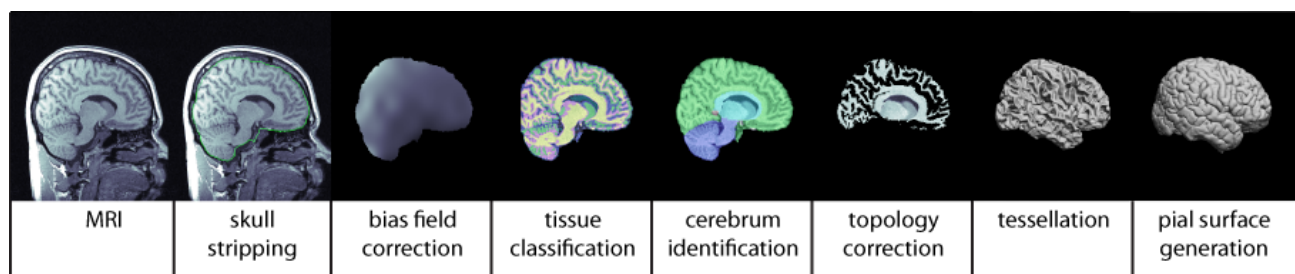 MRI
skull
stripping
bias field
correction
tissue
classification
cerebrum
identification
topology
correction
tessellation
pial surface
generation